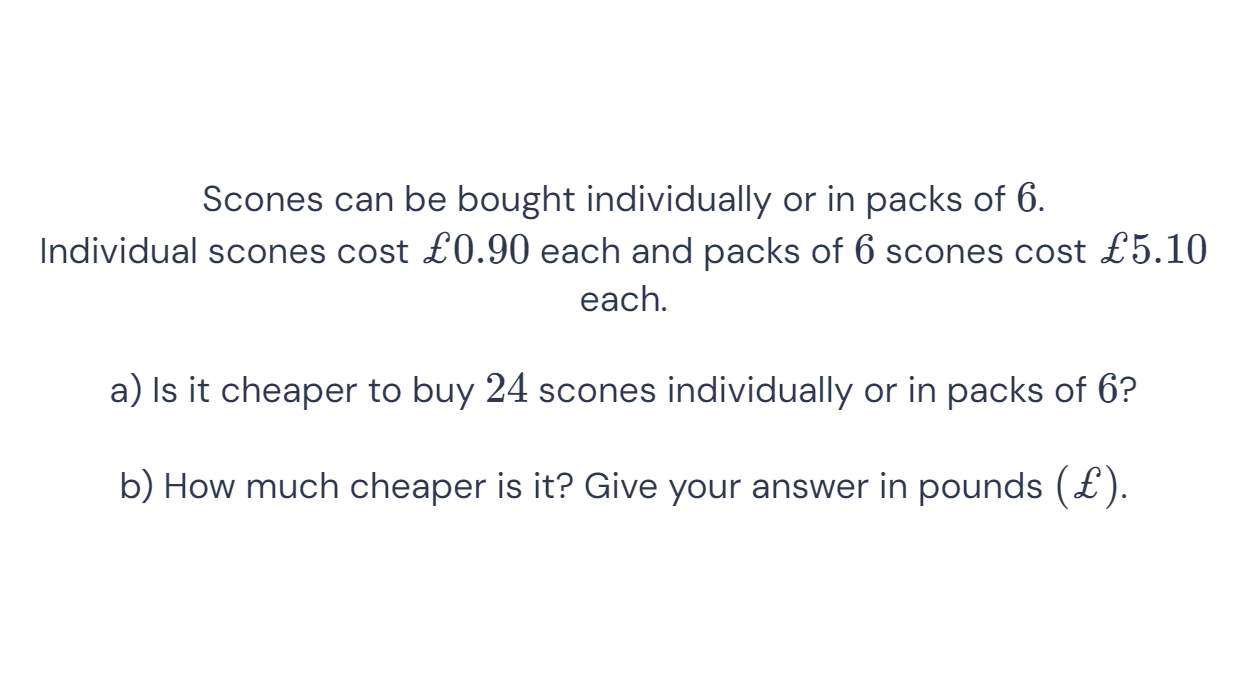 Scones can be bought individually or in packs of 6.
Individual scones cost £0.90 each and packs of 6 scones cost £5.10
each.
a) Is it cheaper to buy 24 scones individually or in packs of 6?
b) How much cheaper is it? Give your answer in pounds (£).